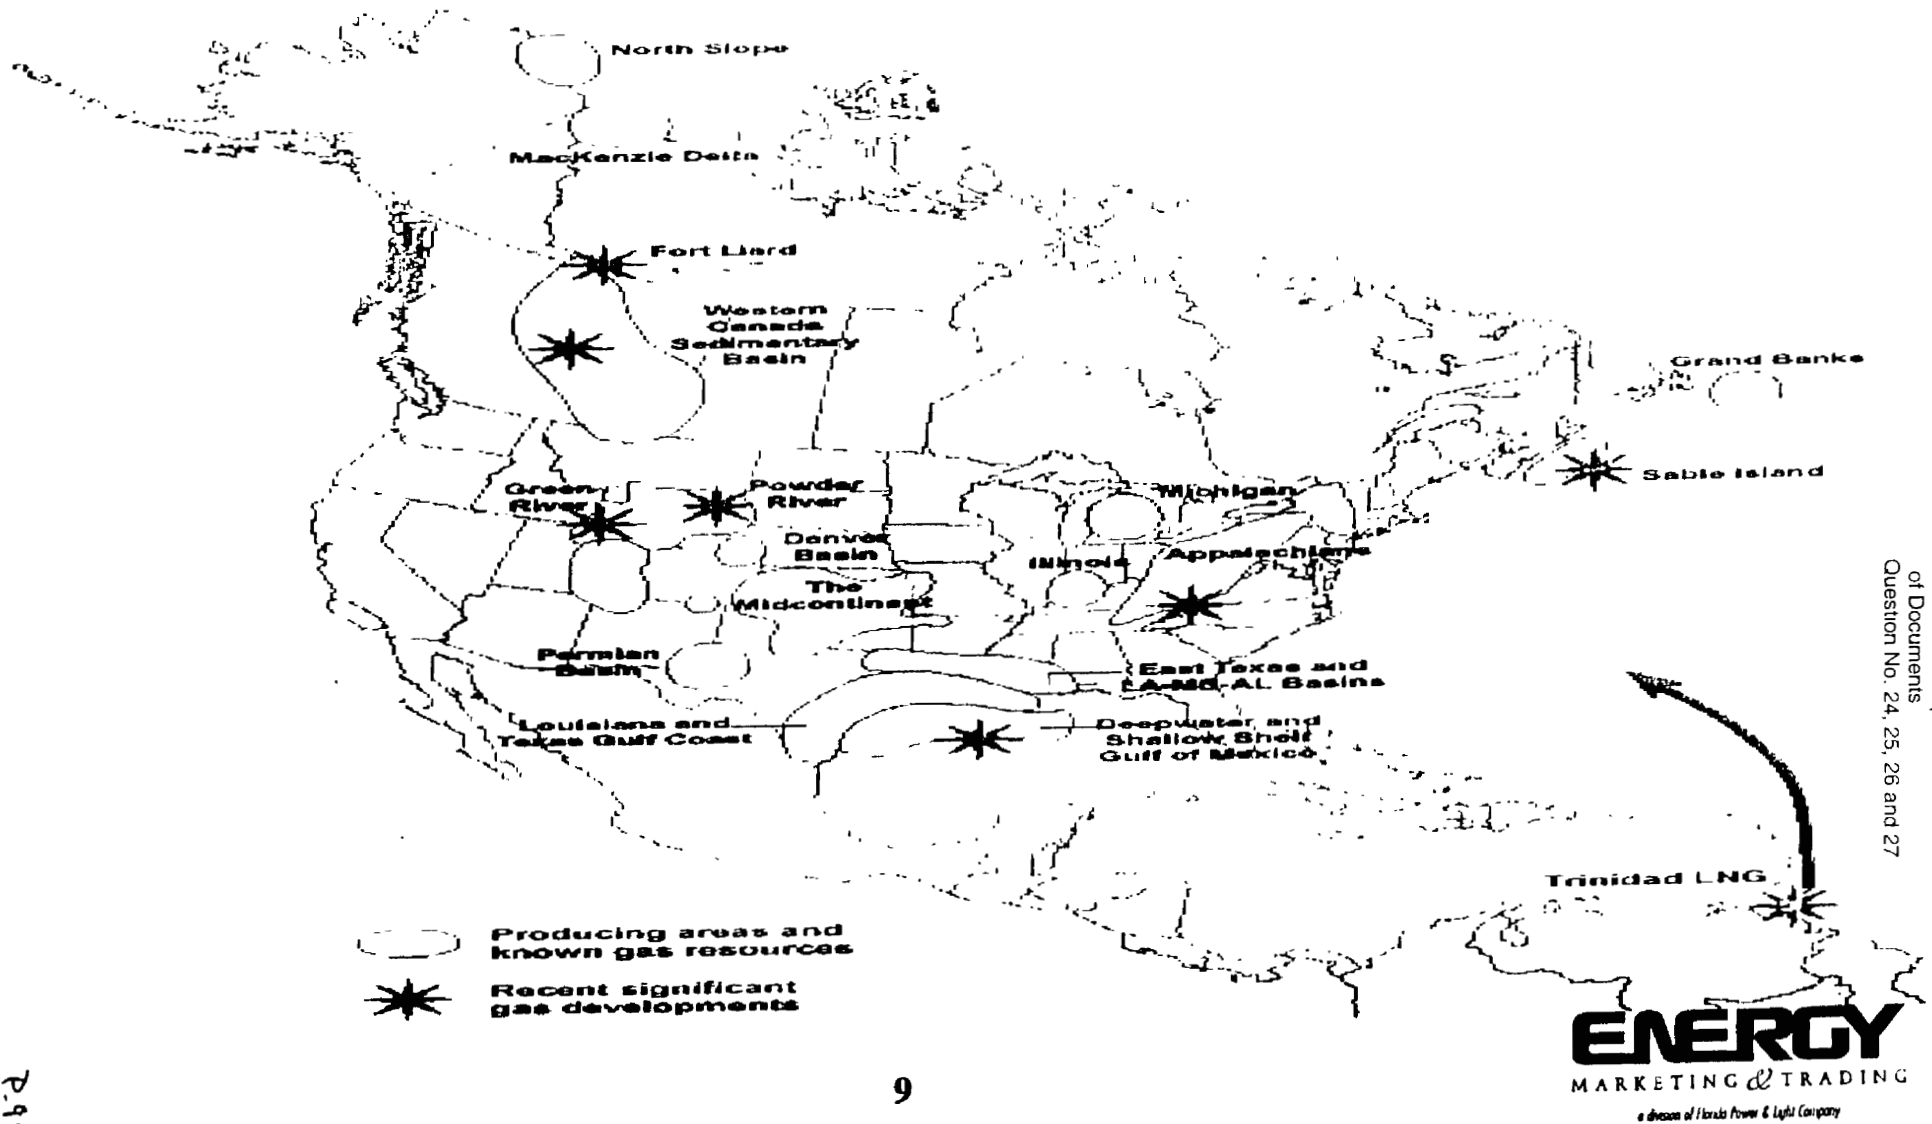 North Slope
MacKenzie Delta
Fort Liard
Western
Canada
Sedimentary
Basin
Grand Banks
Sable Island
Green
River
Powder
River
Michigan
Denver
Basin
Illinois
Appalachians
The
Midcontinent
Permian
Basin
East Texas and
LA-MS-AL Basins
Louisiana and
Texas Gulf Coast
Deepwater and
Shallow Shelf
Gulf of Mexico
Trinidad LNG
Producing areas and
known gas resources
Recent significant
gas developments
of Documents
Question No. 24, 25, 26 and 27
ENERGY
MARKETING & TRADING
a division of Florida Power & Light Company
9
P.9